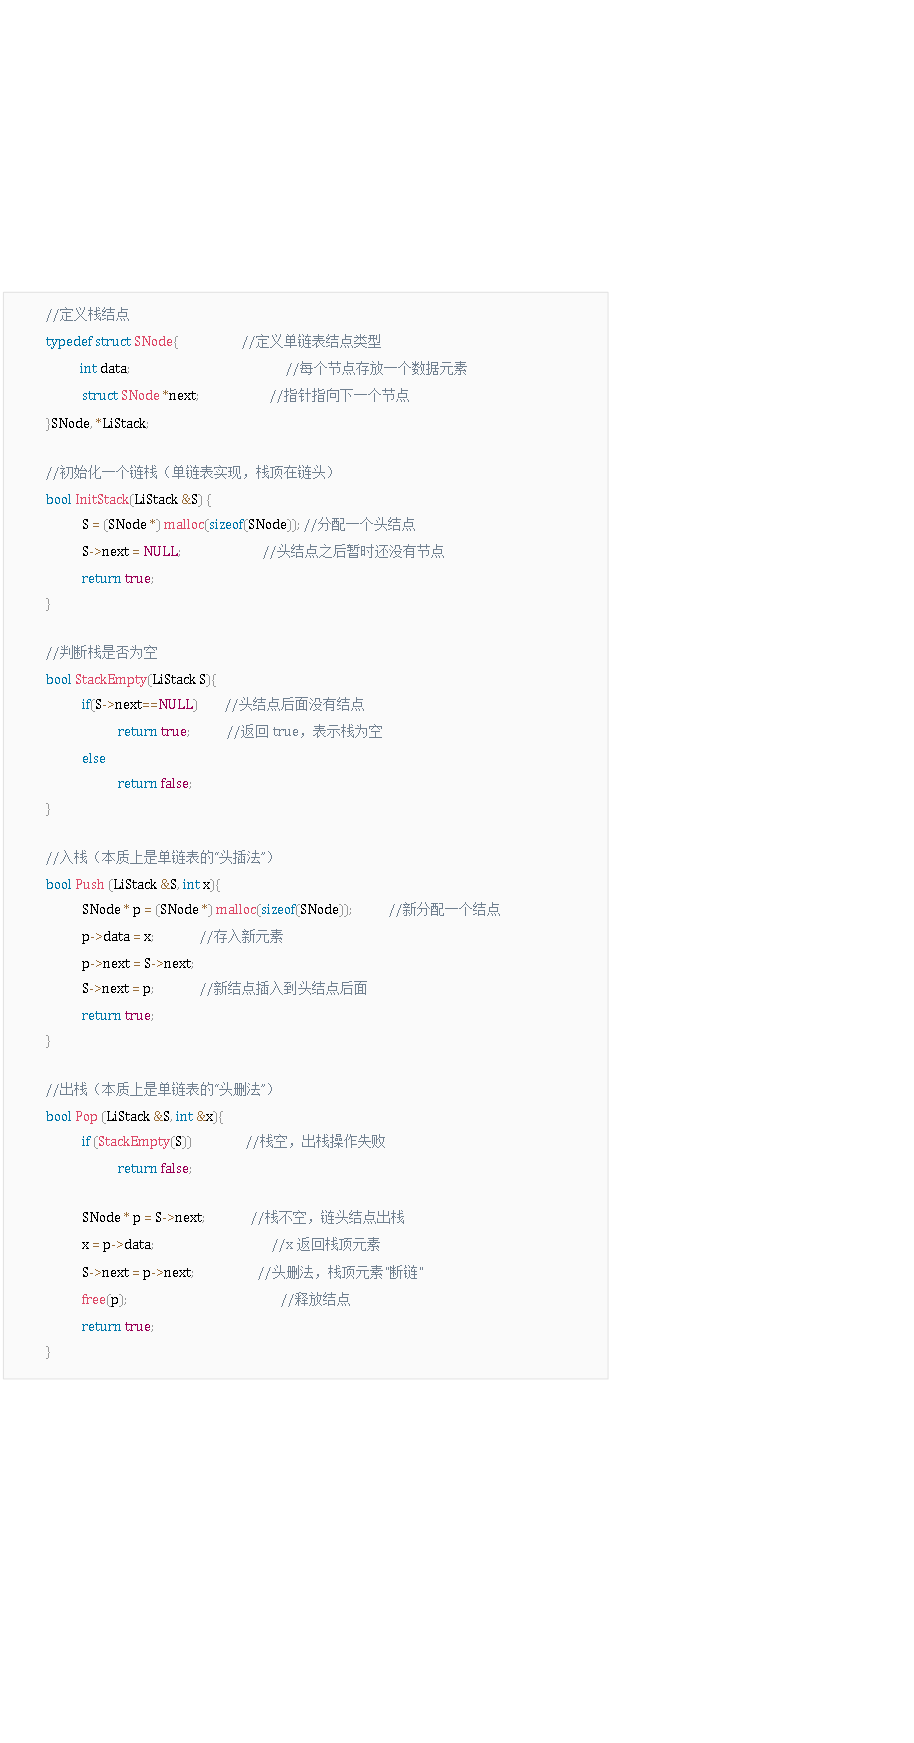 //定义栈结点
typedef struct SNode{ //定义单链表结点类型
int data; //每个节点存放一个数据元素
struct SNode *next; //指针指向下一个节点
}SNode, *LiStack;
//初始化一个链栈（单链表实现，栈顶在链头）
bool InitStack(LiStack &S) {
S = (SNode *) malloc(sizeof(SNode)); //分配一个头结点
S->next = NULL; //头结点之后暂时还没有节点
return true;
}
//判断栈是否为空
bool StackEmpty(LiStack S){
if(S->next==NULL) //头结点后面没有结点
return true; //返回 true，表示栈为空
else
return false;
}
//入栈（本质上是单链表的“头插法”）
bool Push (LiStack &S, int x){
SNode * p = (SNode *) malloc(sizeof(SNode)); //新分配一个结点
p->data = x; //存入新元素
p->next = S->next;
S->next = p; //新结点插入到头结点后面
return true;
}
//出栈（本质上是单链表的“头删法”）
bool Pop (LiStack &S, int &x){
if (StackEmpty(S)) //栈空，出栈操作失败
return false;
SNode * p = S->next; //栈不空，链头结点出栈
x = p->data; //x 返回栈顶元素
S->next = p->next; //头删法，栈顶元素“断链”
free(p); //释放结点
return true;
}